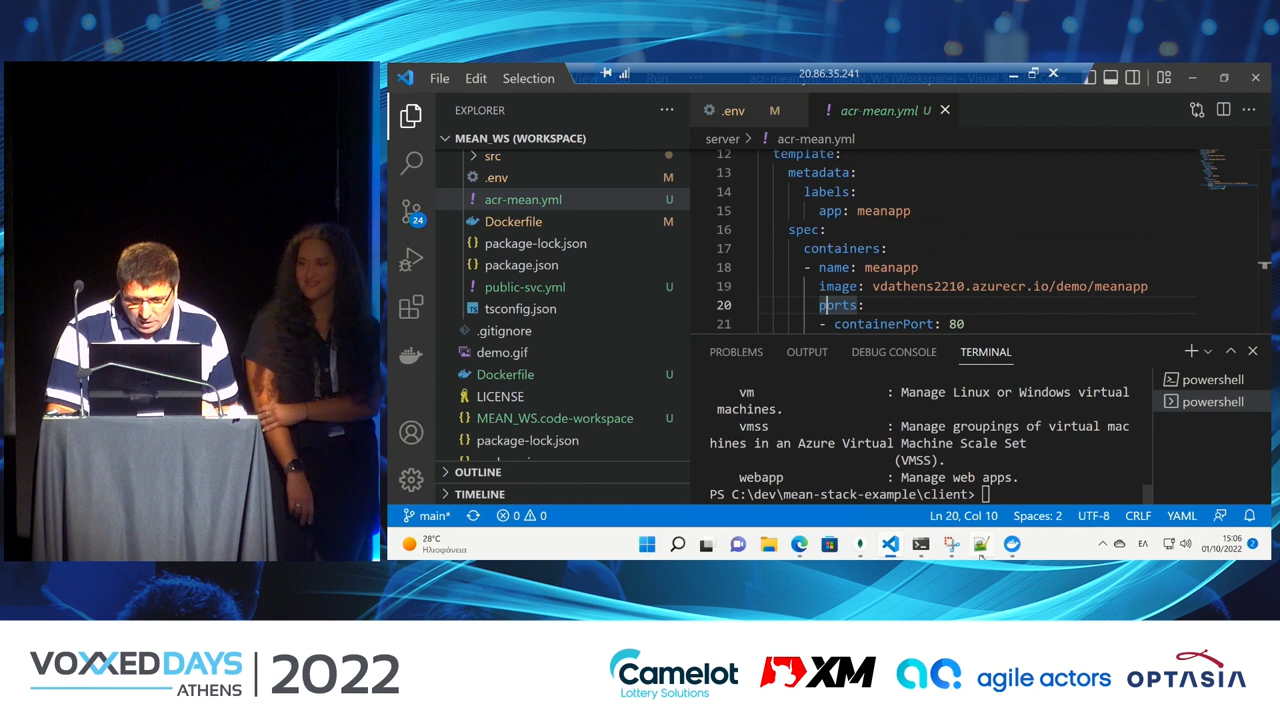 File Edit Selection
20.86.35.241
EXPLORER
MEAN_WS (WORKSPACE)
src
.env M
acr-mean.yml U
Dockerfile M
package-lock.json
package.json
public-svc.yml U
tsconfig.json
.gitignore
demo.gif
Dockerfile U
LICENSE
MEAN_WS.code-workspace U
package-lock.json
OUTLINE
TIMELINE
24
.env M
acr-mean.yml U
server > acr-mean.yml
12 template:
13 metadata:
14 labels:
15 app: meanapp
16 spec:
17 containers:
18 - name: meanapp
19 image: vdathens2210.azurecr.io/demo/meanapp
20 ports:
21 - containerPort: 80
PROBLEMS OUTPUT DEBUG CONSOLE TERMINAL
powershell
powershell
vm : Manage Linux or Windows virtual
machines.
vmss : Manage groupings of virtual mac
hines in an Azure Virtual Machine Scale Set
(VMSS).
webapp : Manage web apps.
PS C:\dev\mean-stack-example\client>
main* 0 0 Ln 20, Col 10 Spaces: 2 UTF-8 CRLF YAML
28°C
Ηλιοφάνεια
ΕΛ
15:06
01/10/2022
2
VOXXED DAYS
ATHENS
2022
Camelot
Lottery Solutions
XM
agile actors
OPTASIA